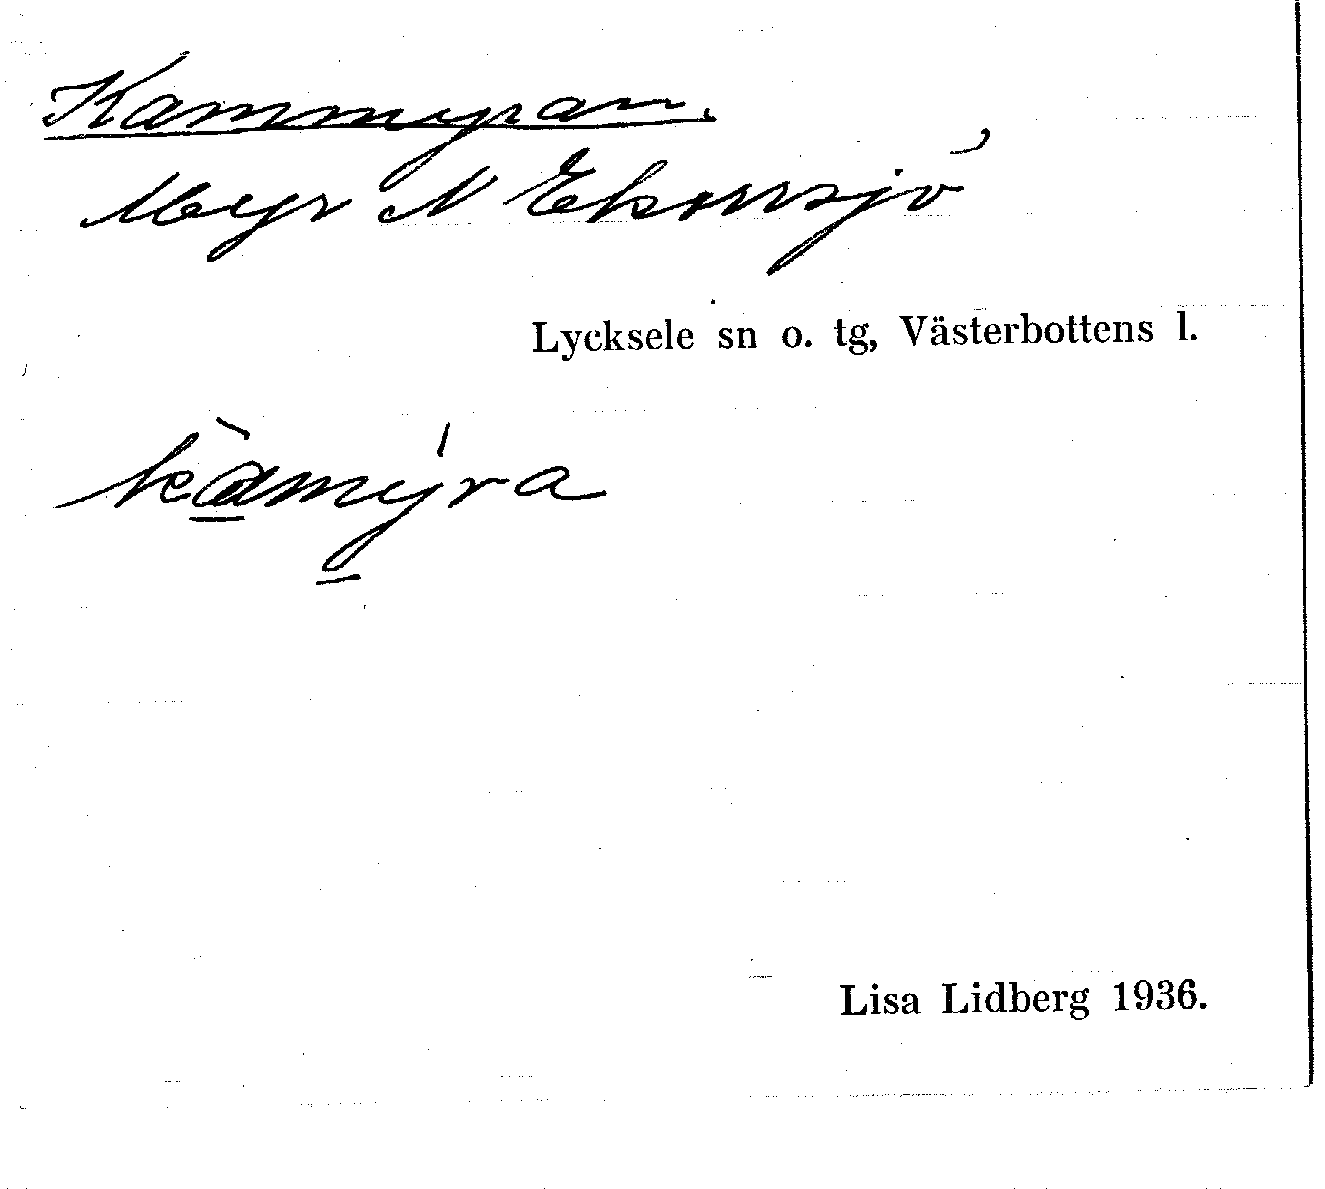 Kammyran.
Myr N Ekorrsjö
Lycksele sn o. tg, Västerbottens l.
kàmýra
Lisa Lidberg 1936.